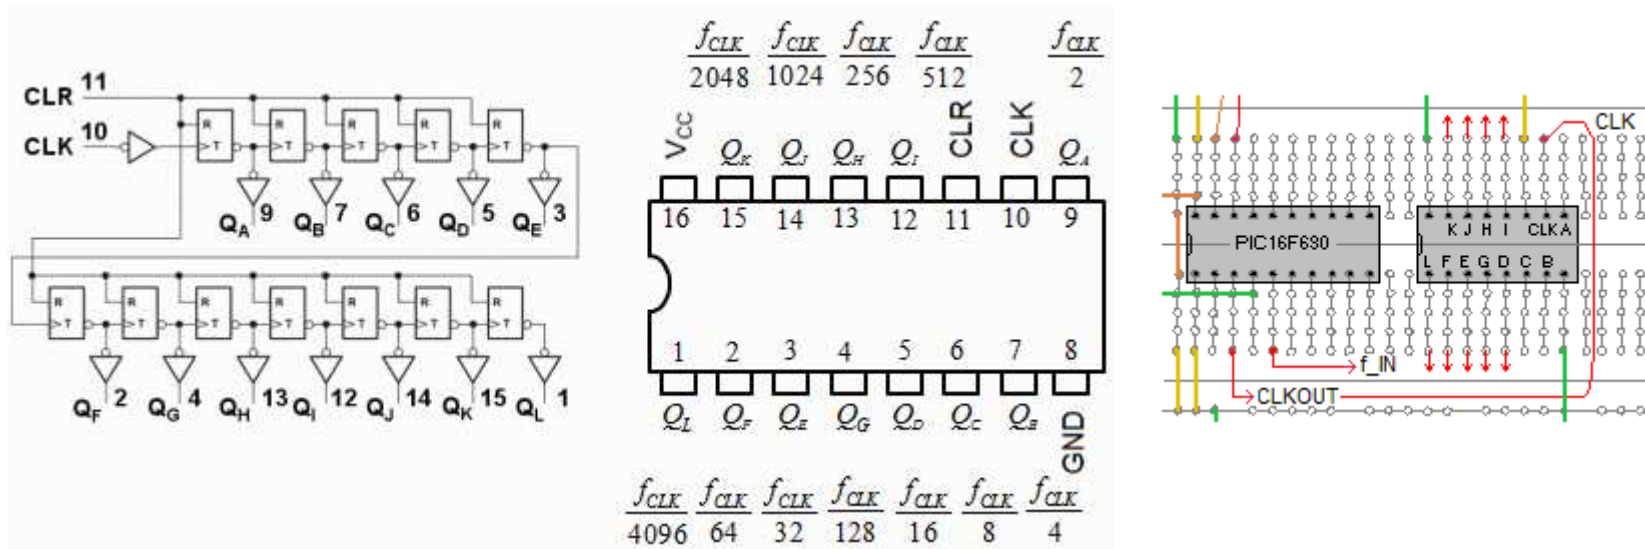 CLR 11
CLK 10
R R R R R
T T T T T
QA 9 QB 7 QC 6 QD 5 QE 3
R R R R R R R
T T T T T T T
QF 2 QG 4 QH 13 QI 12 QJ 14 QK 15 QL 1
fCLK/2048 fCLK/1024 fCLK/256 fCLK/512 fCLK/2
VCC QK QJ QH QI CLR CLK QA
16 15 14 13 12 11 10 9
1 2 3 4 5 6 7 8
QL QF QE QG QD QC QB GND
fCLK/4096 fCLK/64 fCLK/32 fCLK/128 fCLK/16 fCLK/8 fCLK/4
CLK
PIC16F690
K J H I CLK A
L F E G D C B
f_IN
CLKOUT